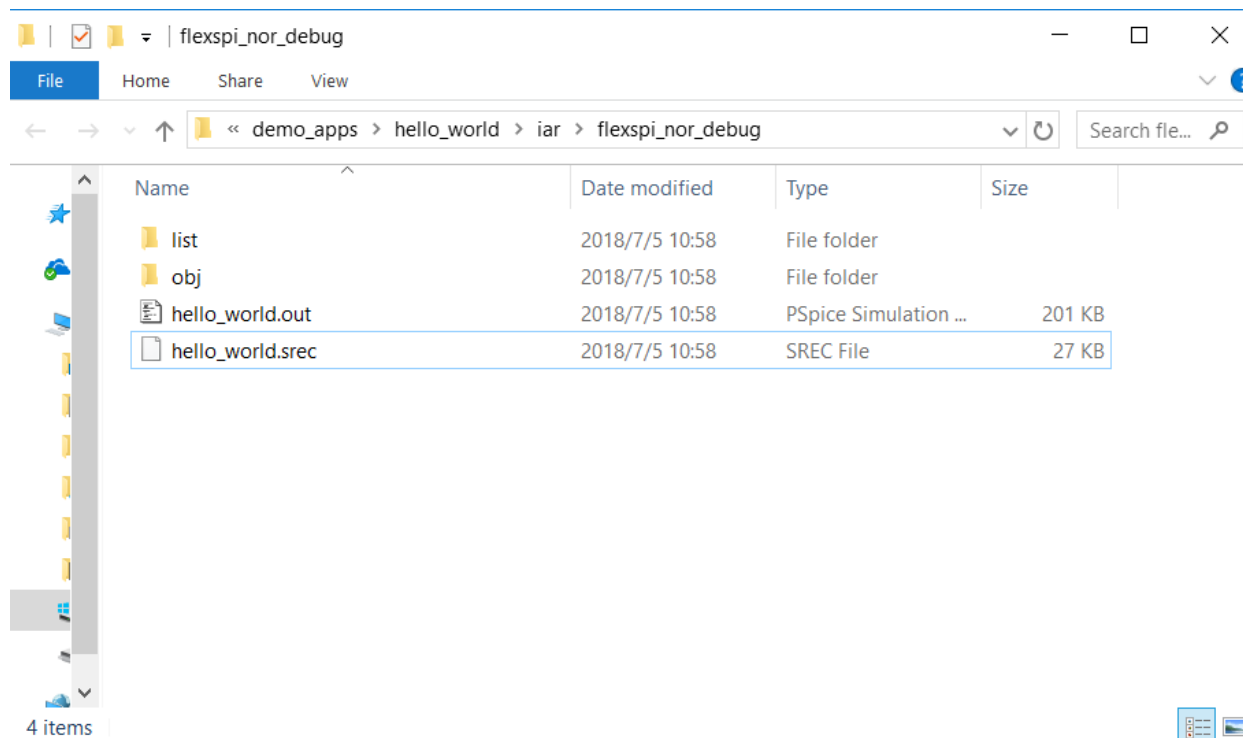 flexspi_nor_debug
File Home Share View
« demo_apps > hello_world > iar > flexspi_nor_debug Search fle...
Name Date modified Type Size
list 2018/7/5 10:58 File folder
obj 2018/7/5 10:58 File folder
hello_world.out 2018/7/5 10:58 PSpice Simulation ... 201 KB
hello_world.srec 2018/7/5 10:58 SREC File 27 KB
4 items